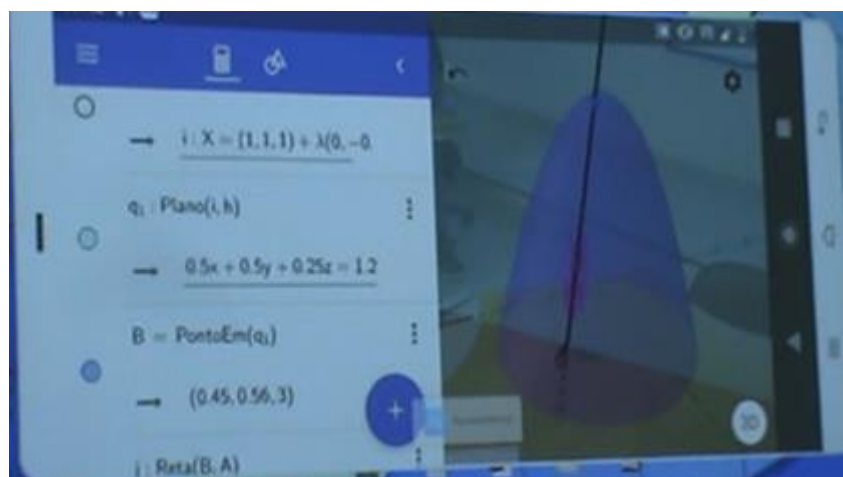 i : X = (1, 1, 1) + λ(0, −0.
q₁ : Plano(i, h)
0.5x + 0.5y + 0.25z = 1.2
B = PontoEm(q₁)
(0.45, 0.56, 3)
+
j : Reta(B, A)